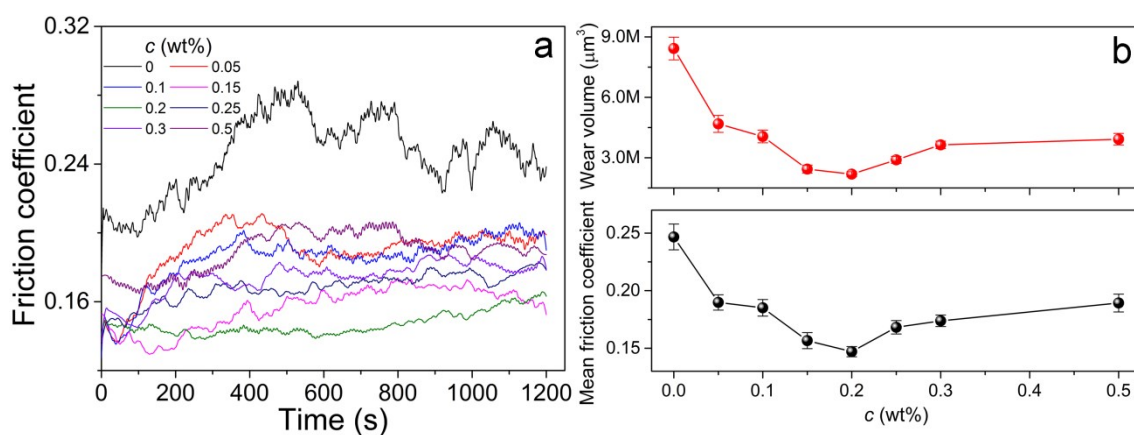 a
c (wt%)
0 0.05
0.1 0.15
0.2 0.25
0.3 0.5
Friction coefficient
0.32
0.24
0.16
0 200 400 600 800 1000 1200
Time (s)
b
Wear volume (μm³)
9.0M
6.0M
3.0M
Mean friction coefficient
0.25
0.20
0.15
0.0 0.1 0.2 0.3 0.4 0.5
c (wt%)